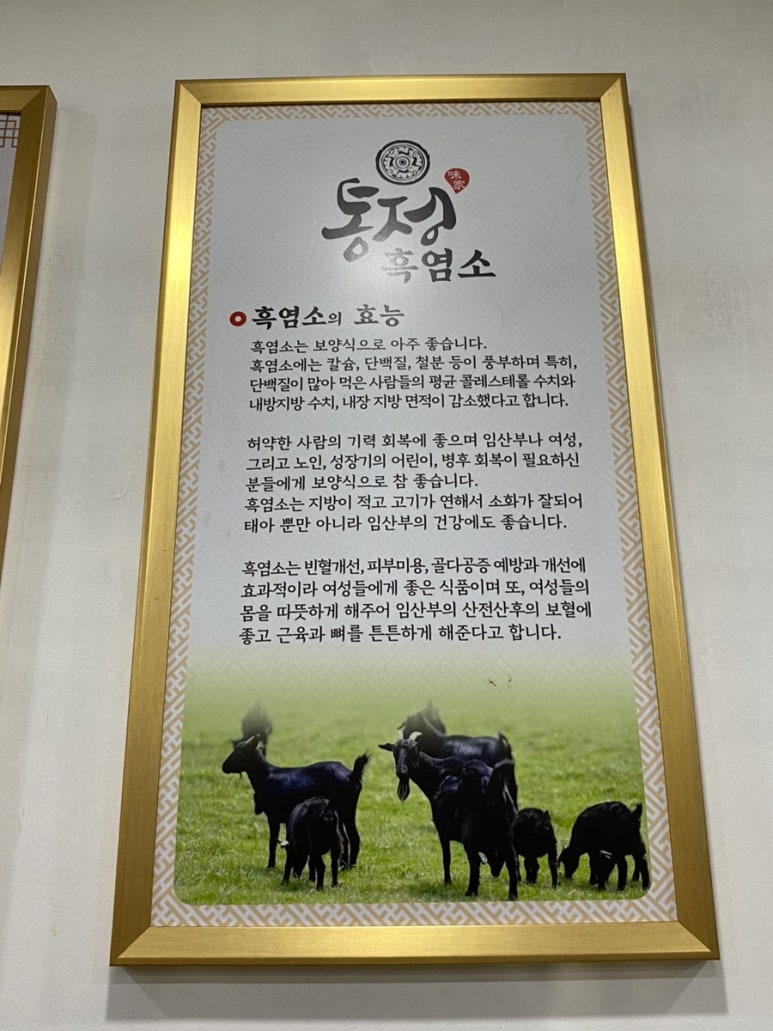 味家
동정
흑염소
흑염소의 효능
흑염소는 보양식으로 아주 좋습니다.
흑염소에는 칼슘, 단백질, 철분 등이 풍부하며 특히,
단백질이 많아 먹은 사람들의 평균 콜레스테롤 수치와
내방지방 수치, 내장 지방 면적이 감소했다고 합니다.
허약한 사람의 기력 회복에 좋으며 임산부나 여성,
그리고 노인, 성장기의 어린이, 병후 회복이 필요하신
분들에게 보양식으로 참 좋습니다.
흑염소는 지방이 적고 고기가 연해서 소화가 잘되어
태아 뿐만 아니라 임산부의 건강에도 좋습니다.
흑염소는 빈혈개선, 피부미용, 골다공증 예방과 개선에
효과적이라 여성들에게 좋은 식품이며 또, 여성들의
몸을 따뜻하게 해주어 임산부의 산전산후의 보혈에
좋고 근육과 뼈를 튼튼하게 해준다고 합니다.